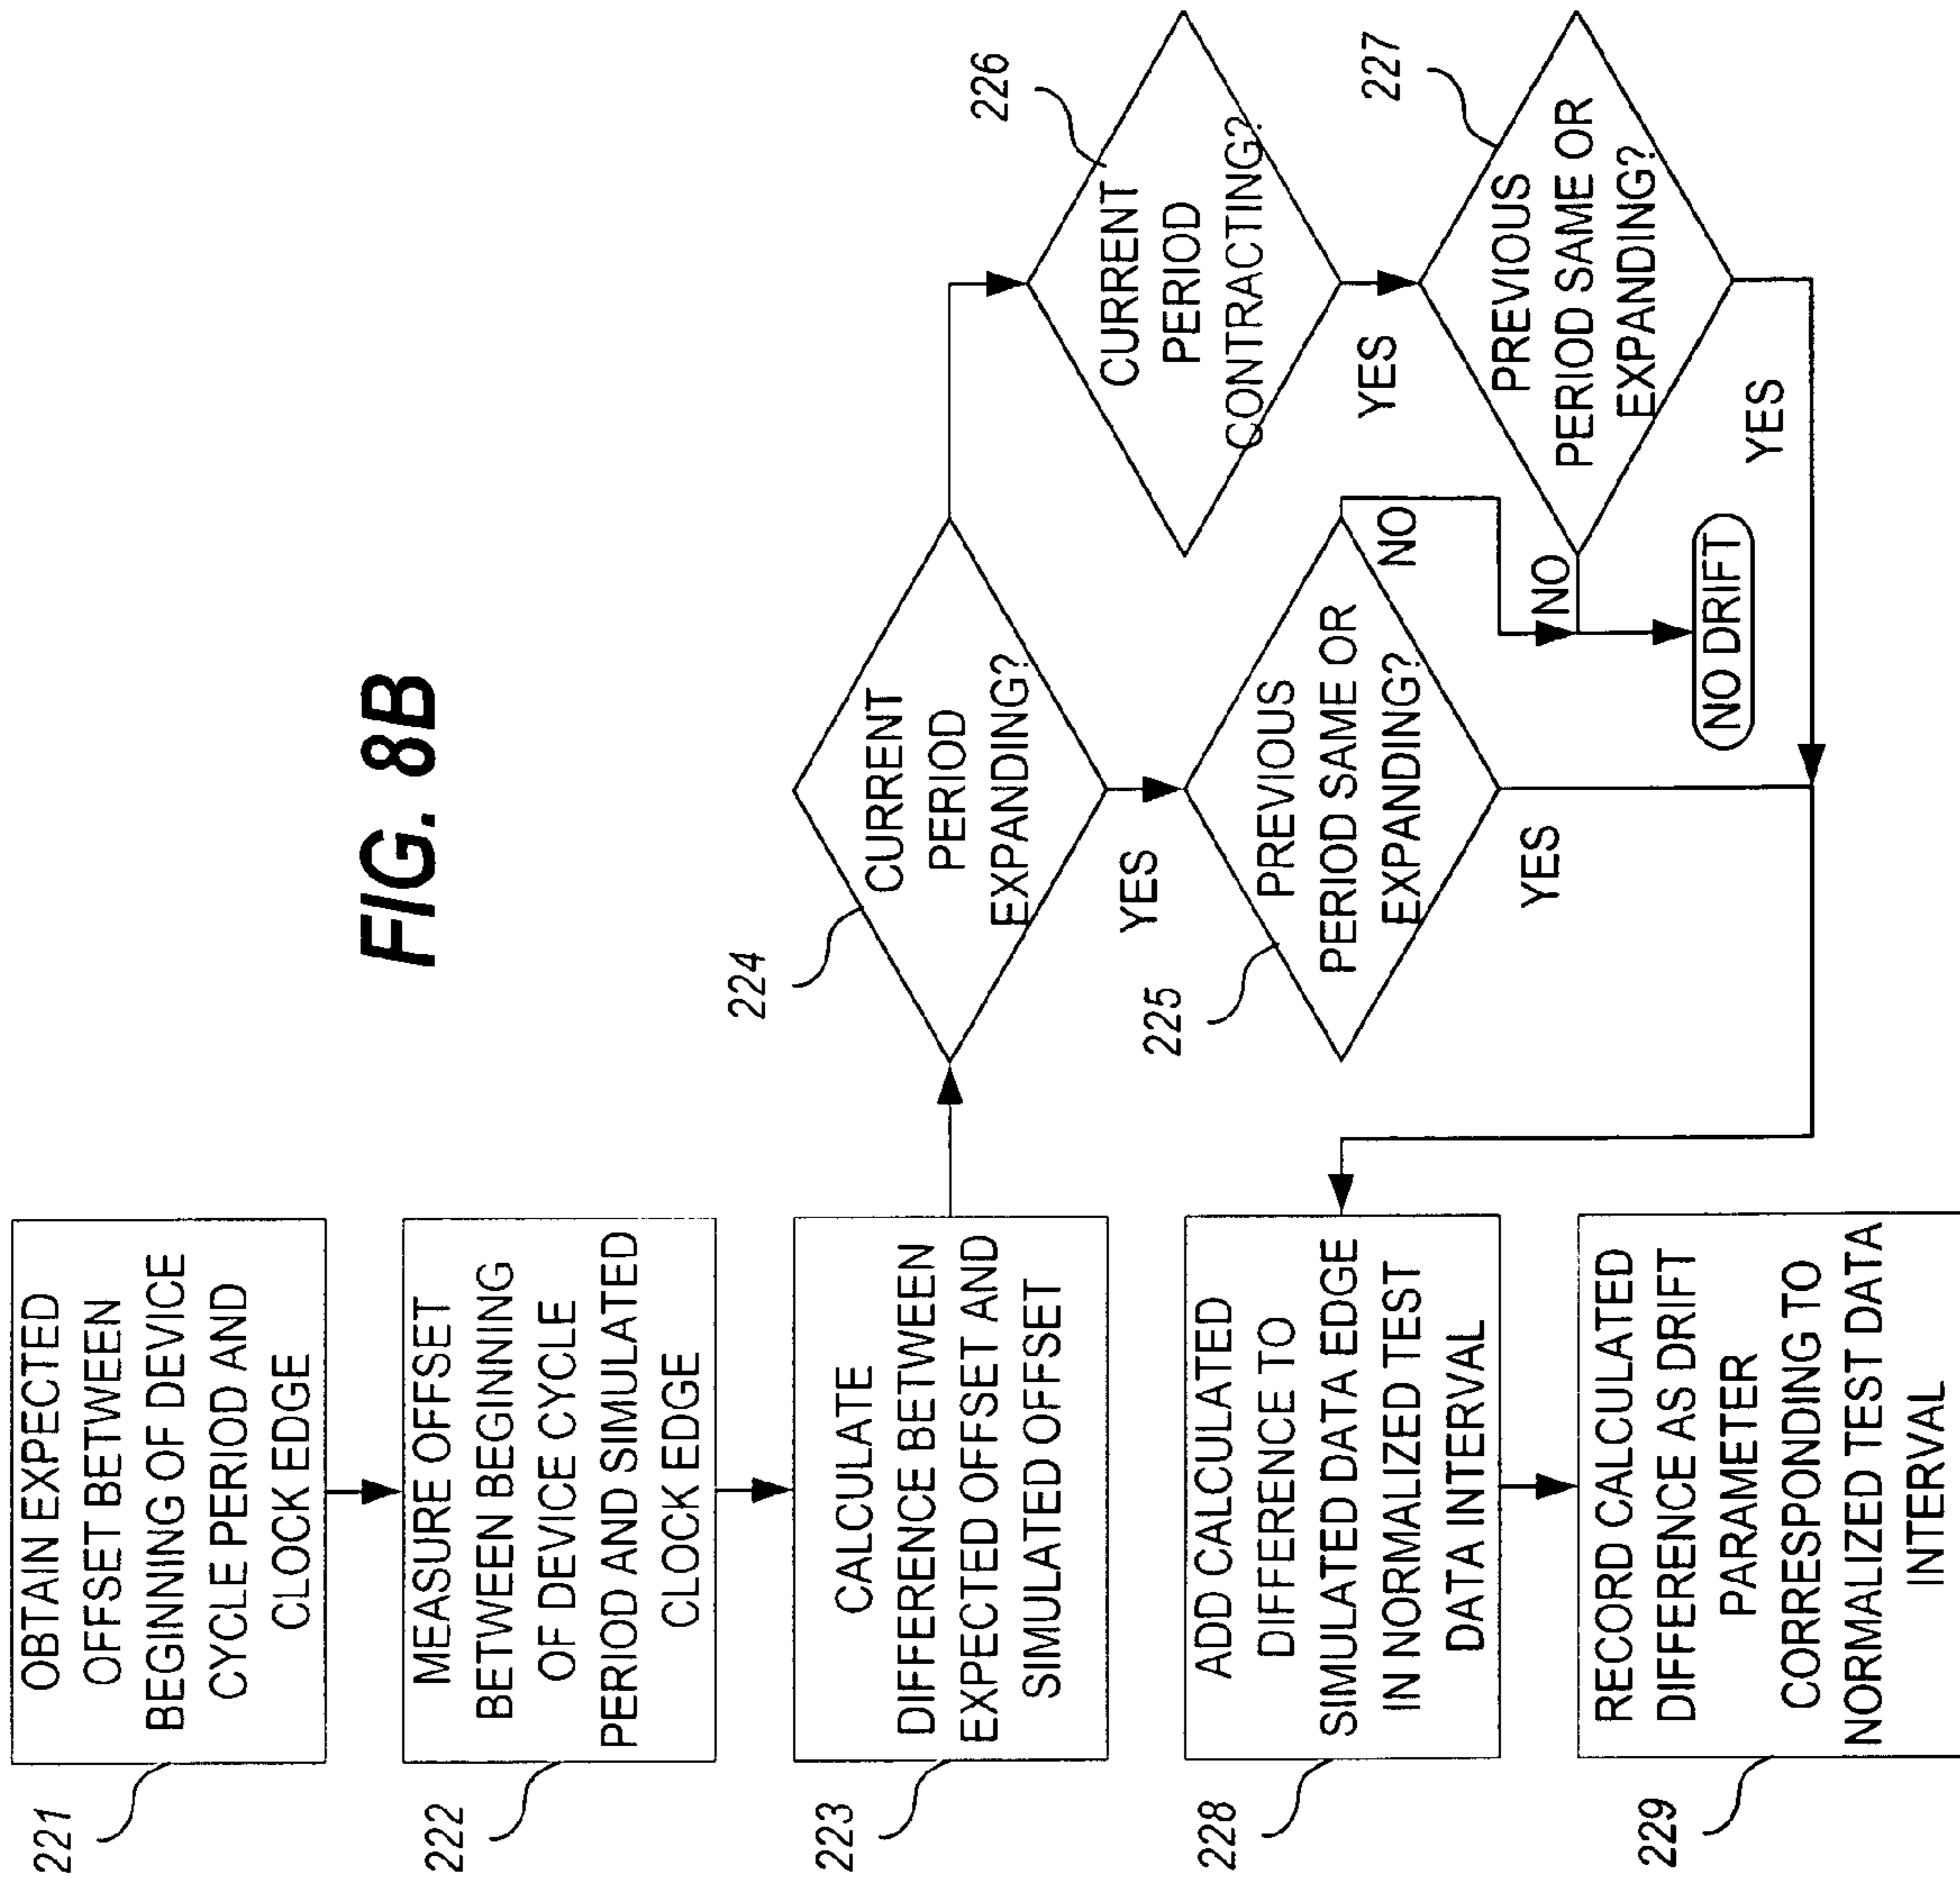 FIG. 8B
221
OBTAIN EXPECTED
OFFSET BETWEEN
BEGINNING OF DEVICE
CYCLE PERIOD AND
CLOCK EDGE
222
MEASURE OFFSET
BETWEEN BEGINNING
OF DEVICE CYCLE
PERIOD AND SIMULATED
CLOCK EDGE
223
CALCULATE
DIFFERENCE BETWEEN
EXPECTED OFFSET AND
SIMULATED OFFSET
224
CURRENT
PERIOD
EXPANDING?
YES
225
PREVIOUS
PERIOD SAME OR
EXPANDING?
YES
NO
226
CURRENT
PERIOD
CONTRACTING?
YES
227
PREVIOUS
PERIOD SAME OR
EXPANDING?
YES
NO
NO DRIFT
228
ADD CALCULATED
DIFFERENCE TO
SIMULATED DATA EDGE
IN NORMALIZED TEST
DATA INTERVAL
229
RECORD CALCULATED
DIFFERENCE AS DRIFT
PARAMETER
CORRESPONDING TO
NORMALIZED TEST DATA
INTERVAL